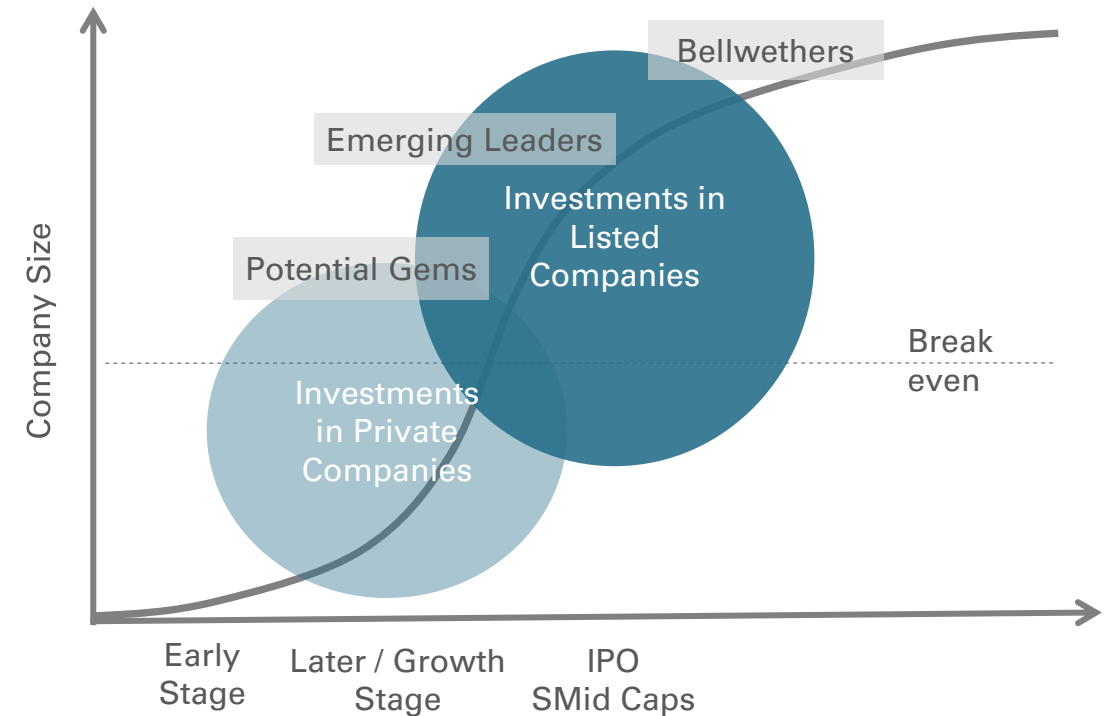 Bellwethers
Emerging Leaders
Investments in
Listed
Companies
Potential Gems
Company Size
Break
even
Investments
in Private
Companies
Early
Stage
Later / Growth
Stage
IPO
SMid Caps